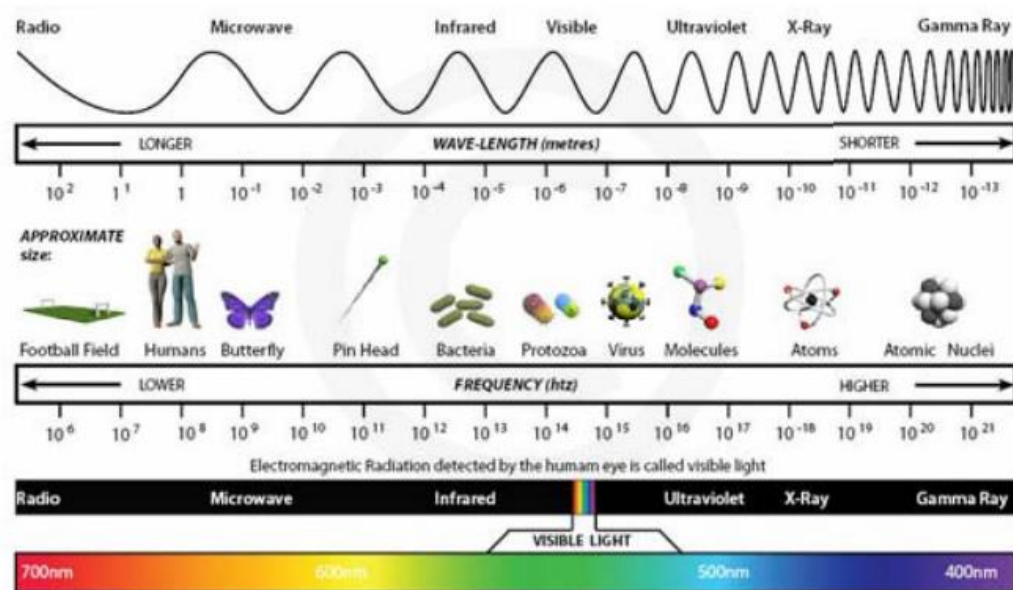 Radio Microwave Infrared Visible Ultraviolet X-Ray Gamma Ray
LONGER WAVE-LENGTH (metres) SHORTER
10⁻² 1¹ 1 10⁻¹ 10⁻² 10⁻³ 10⁻⁴ 10⁻⁵ 10⁻⁶ 10⁻⁷ 10⁻⁸ 10⁻⁹ 10⁻¹⁰ 10⁻¹¹ 10⁻¹² 10⁻¹³
APPROXIMATE
size:
Football Field Humans Butterfly Pin Head Bacteria Protozoa Virus Molecules Atoms Atomic Nuclei
LOWER FREQUENCY (htz) HIGHER
10⁶ 10⁷ 10⁸ 10⁹ 10¹⁰ 10¹¹ 10¹² 10¹³ 10¹⁴ 10¹⁵ 10¹⁶ 10¹⁷ 10⁻¹⁸ 10¹⁹ 10²⁰ 10²¹
Electromagnetic Radiation detected by the humam eye is called visible light
Radio Microwave Infrared Ultraviolet X-Ray Gamma Ray
VISIBLE LIGHT
700nm 600nm 500nm 400nm